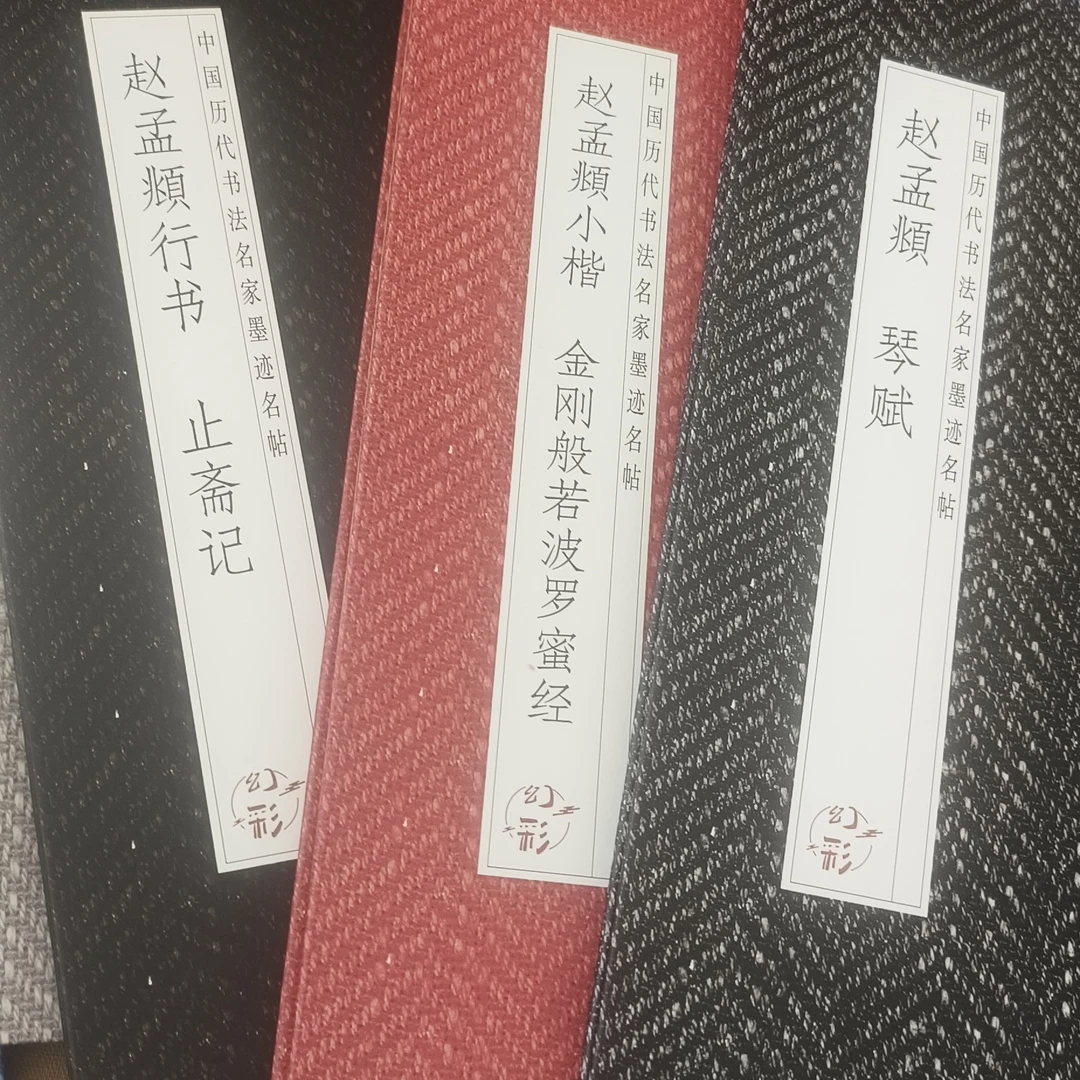 中国历代书法名家墨迹名帖
赵孟頫行书 止斋记
幻彩
中国历代书法名家墨迹名帖
赵孟頫小楷 金刚般若波罗蜜经
幻彩
中国历代书法名家墨迹名帖
赵孟頫 琴赋
幻彩